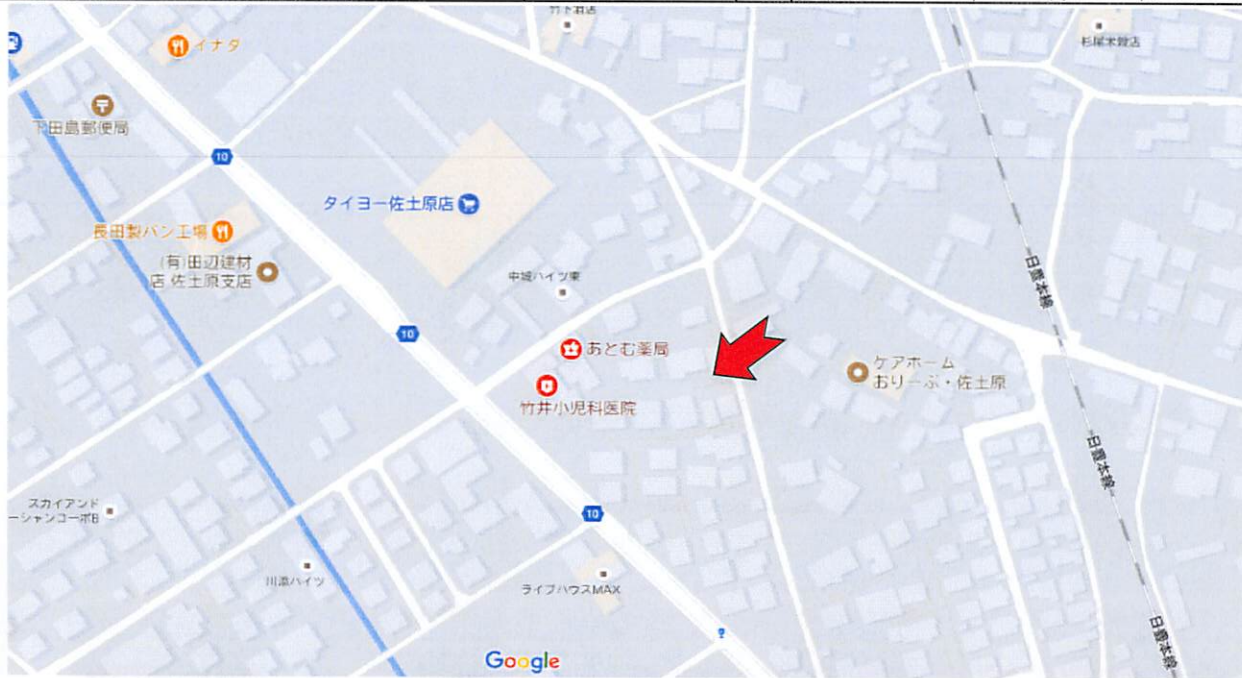 竹下酒店
イナダ
杉尾米穀店
下田島郵便局
10
タイヨー佐土原店
長田製パン工場
(有)田辺建材
店 佐土原支店
中城ハイツ東
日豊本線
10
あとむ薬局
ケアホーム
おりーぶ・佐土原
竹井小児科医院
日豊本線
スカイアンド
ーシャンコーポB
10
川原ハイツ
ライブハウスMAX
日豊本線
Google